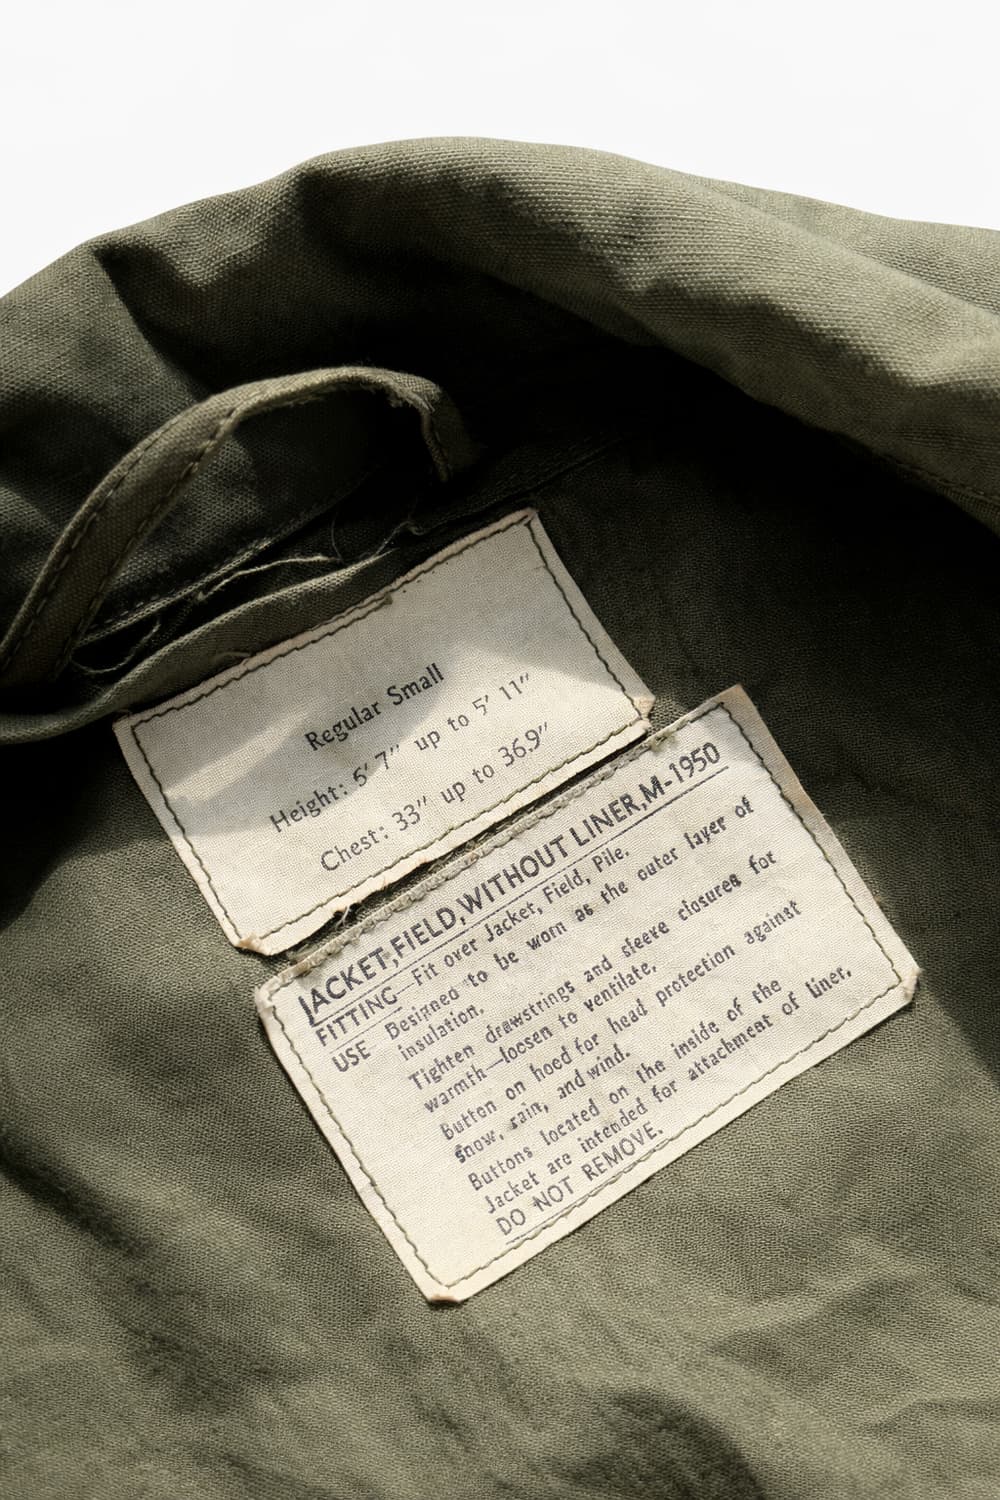 Regular Small
Height: 5' 7" up to 5' 11"
Chest: 33" up to 36.9"
JACKET,FIELD,WITHOUT LINER,M-1950
FITTING—Fit over Jacket, Field, Pile.
USE- Designed to be worn as the outer layer of
insulation.
Tighten drawstrings and sleeve closures for
warmth—loosen to ventilate.
Button on hood for head protection against
snow, rain, and wind.
Buttons located on the inside of the
Jacket are intended for attachment of liner.
DO NOT REMOVE.